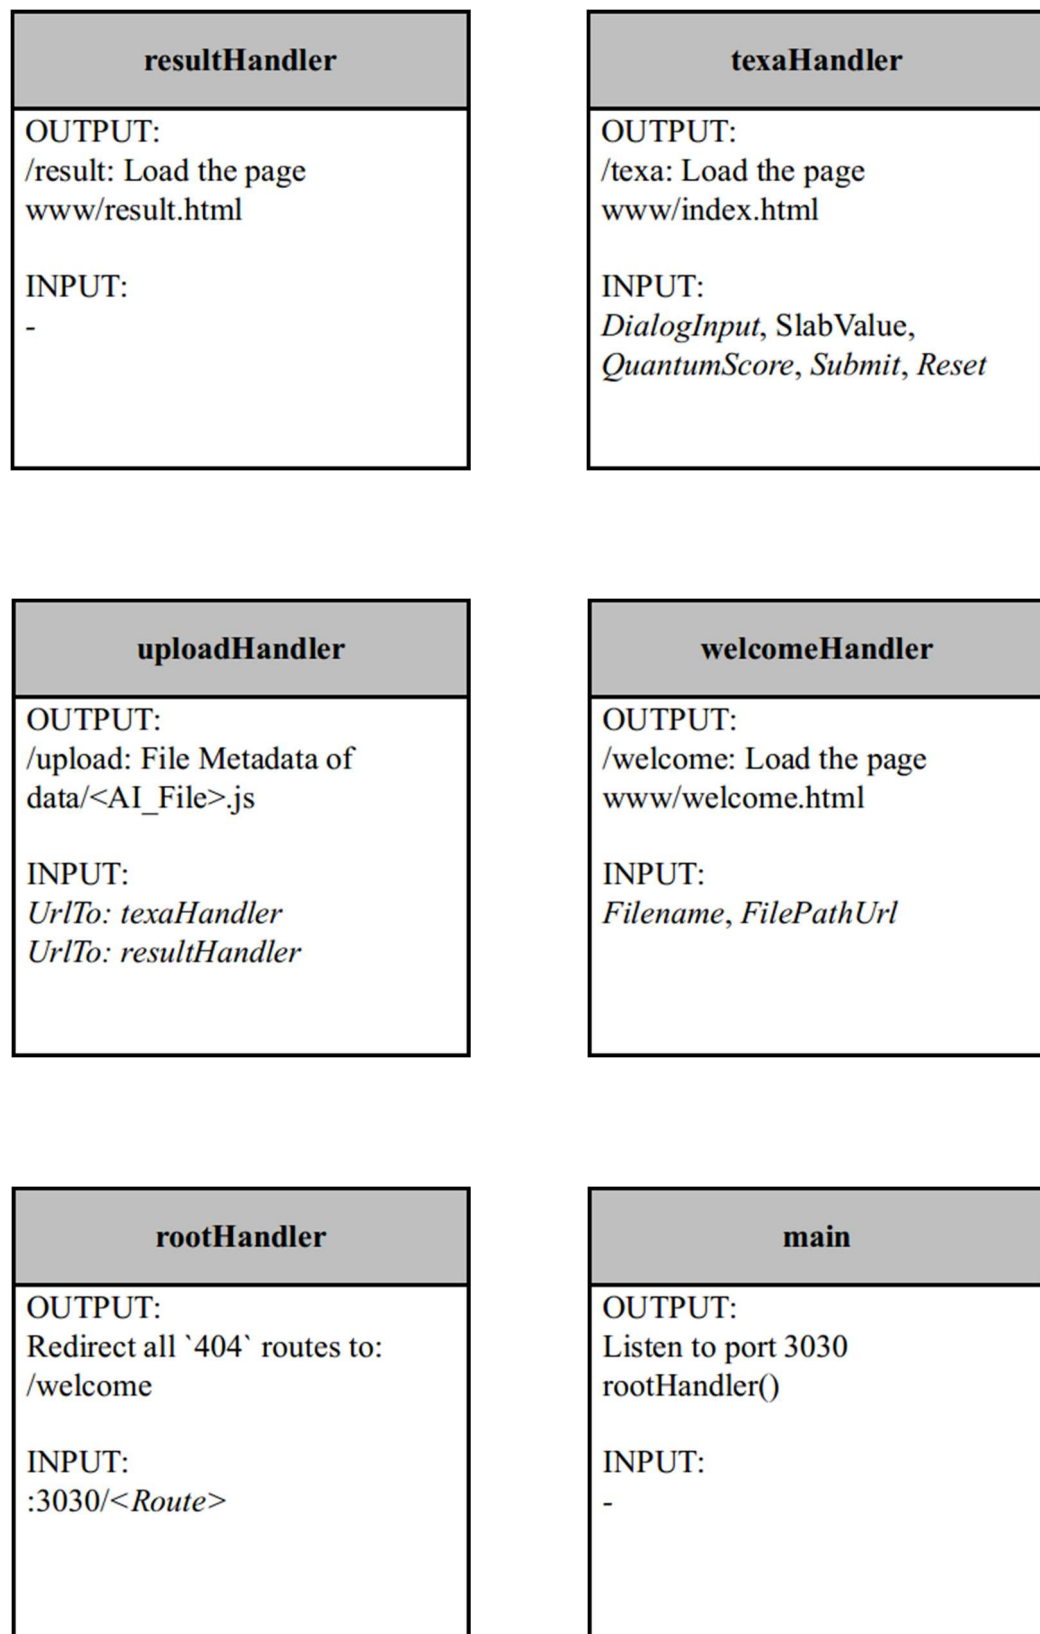 resultHandler
OUTPUT:
/result: Load the page
www/result.html
INPUT:
-
texaHandler
OUTPUT:
/texa: Load the page
www/index.html
INPUT:
DialogInput, SlabValue,
QuantumScore, Submit, Reset
uploadHandler
OUTPUT:
/upload: File Metadata of
data/<AI_File>.js
INPUT:
UrlTo: texaHandler
UrlTo: resultHandler
welcomeHandler
OUTPUT:
/welcome: Load the page
www/welcome.html
INPUT:
Filename, FilePathUrl
rootHandler
OUTPUT:
Redirect all `404` routes to:
/welcome
INPUT:
:3030/<Route>
main
OUTPUT:
Listen to port 3030
rootHandler()
INPUT:
-